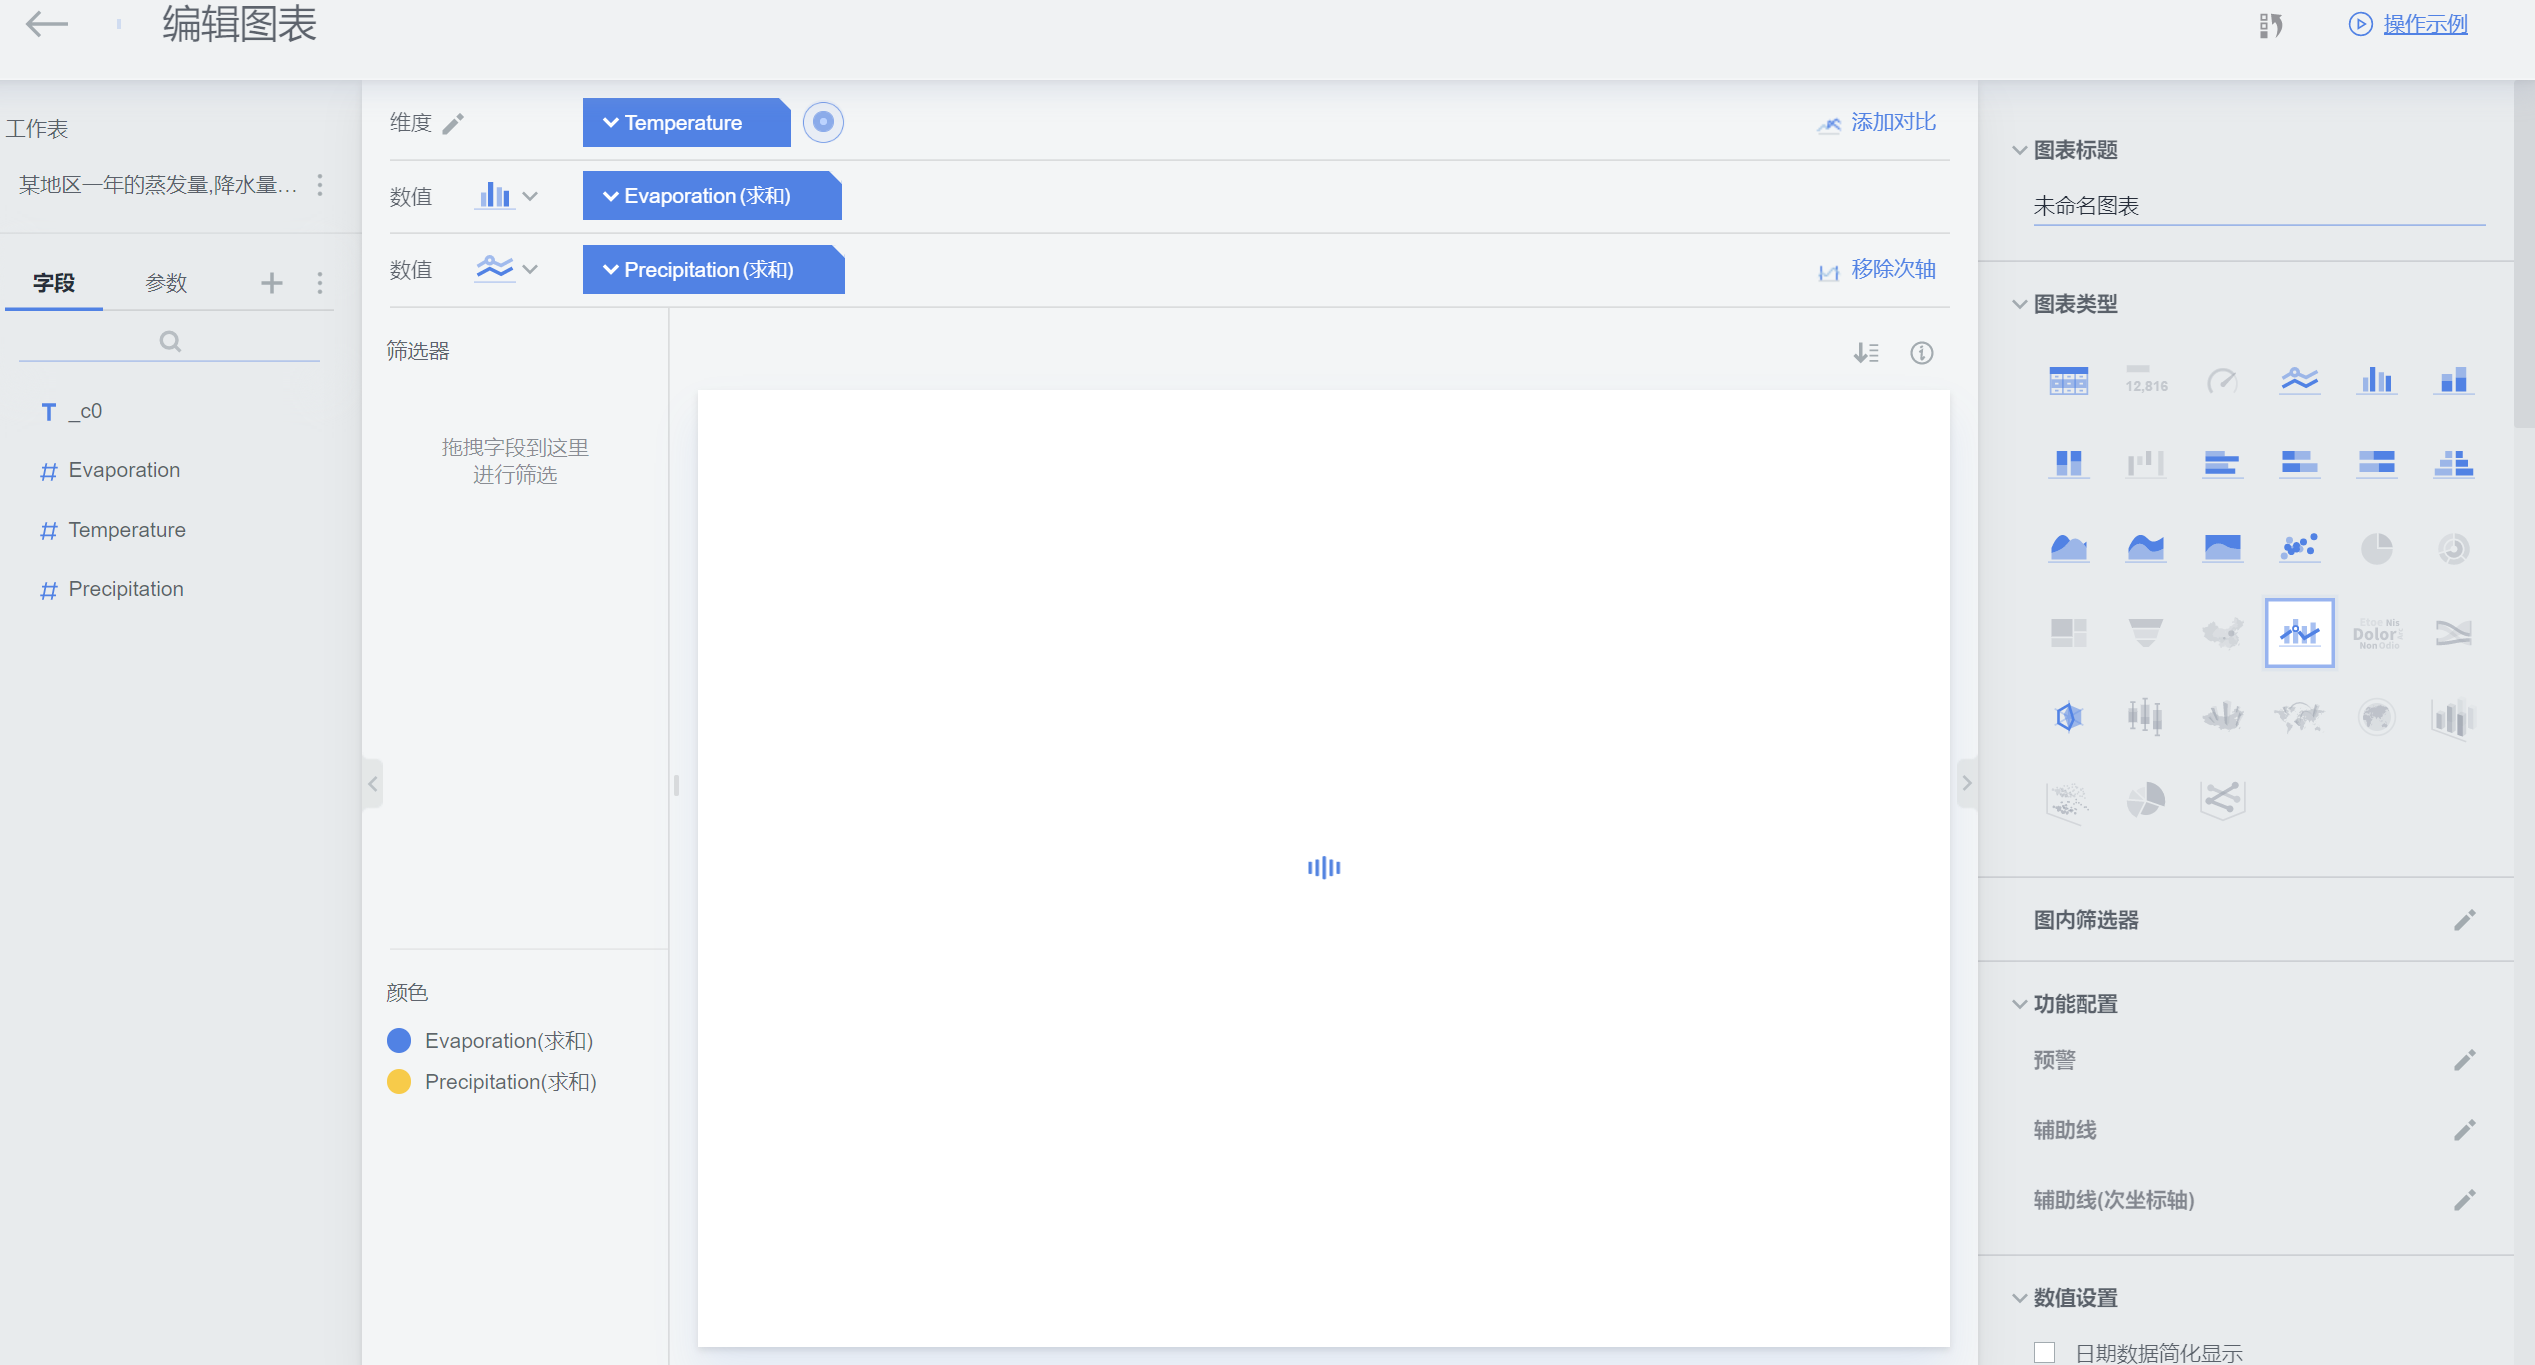 编辑图表
操作示例
工作表
某地区一年的蒸发量,降水量...
字段
参数
_c0
Evaporation
Temperature
Precipitation
维度
Temperature
添加对比
数值
Evaporation(求和)
数值
Precipitation(求和)
移除次轴
筛选器
拖拽字段到这里
进行筛选
颜色
Evaporation(求和)
Precipitation(求和)
图表标题
未命名图表
图表类型
12,816
Etoe Nis
Dolor
Non Odio
图内筛选器
功能配置
预警
辅助线
辅助线(次坐标轴)
数值设置
日期数据简化显示